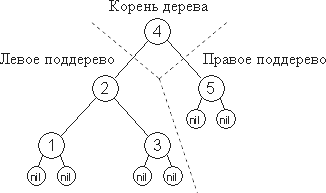 Корень дерева
4
Левое поддерево
Правое поддерево
2
5
nil nil
1
3
nil nil nil nil